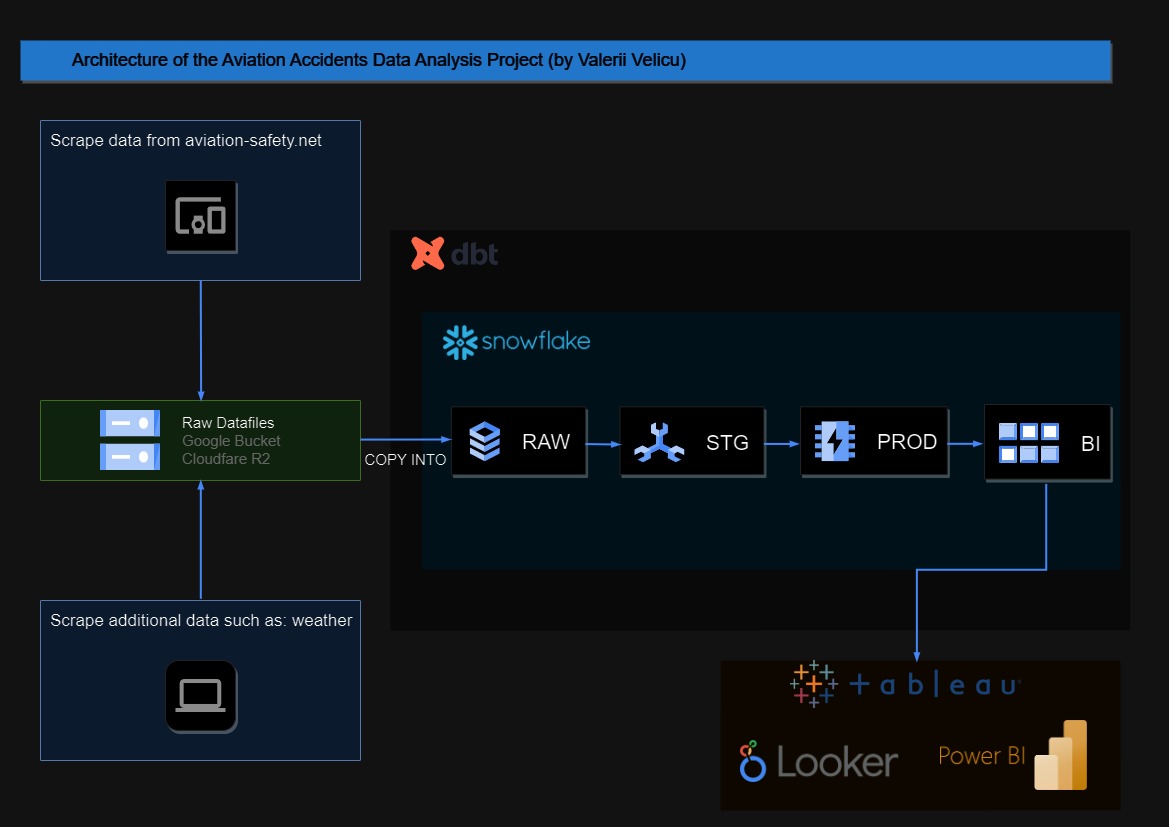 Architecture of the Aviation Accidents Data Analysis Project (by Valerii Velicu)
Scrape data from aviation-safety.net
dbt
snowflake
Raw Datafiles
Google Bucket
Cloudfare R2
COPY INTO
RAW
STG
PROD
BI
Scrape additional data such as: weather
+ableau
Looker
Power BI